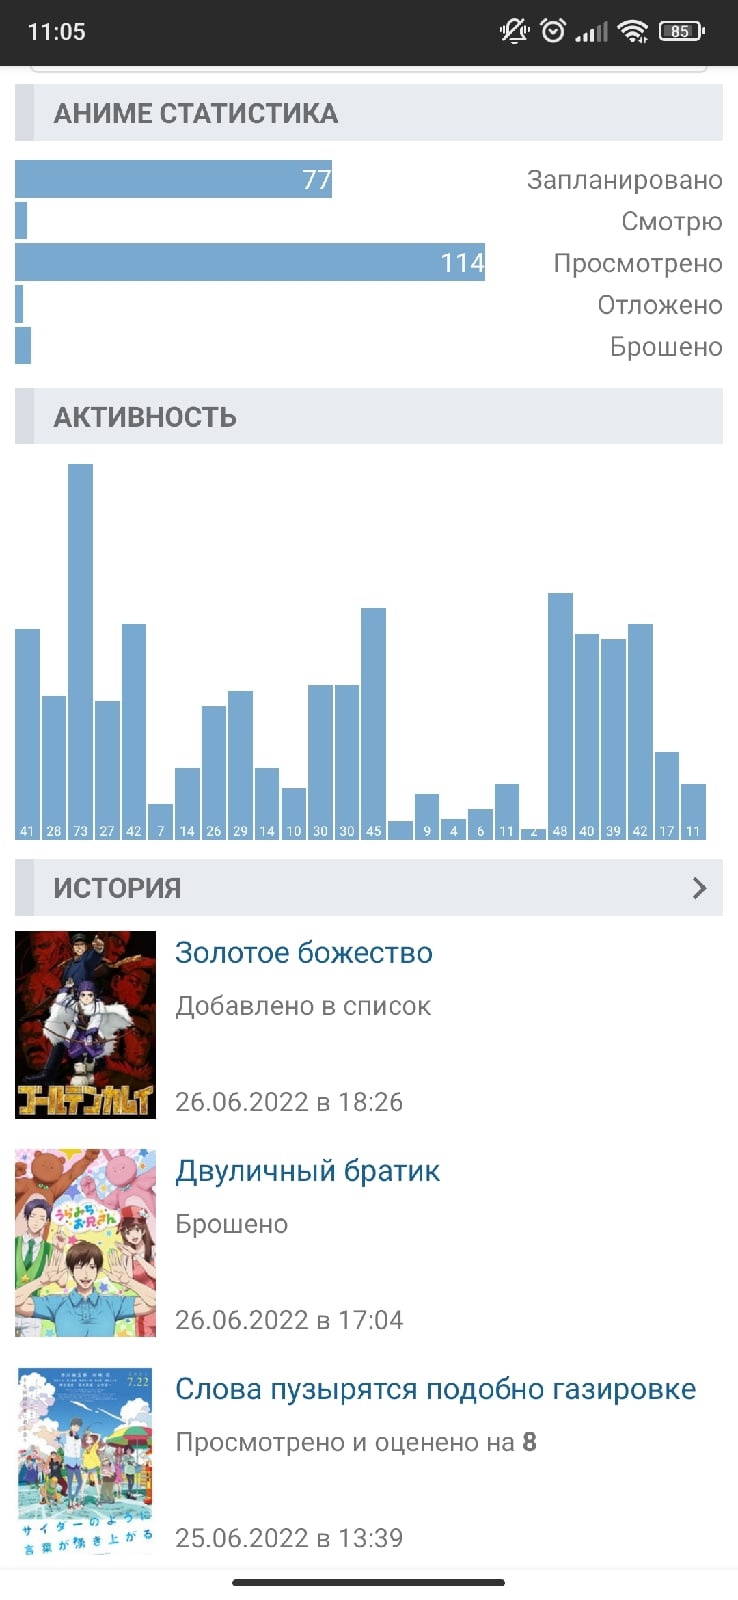 11:05
85
АНИМЕ СТАТИСТИКА
77 Запланировано
Смотрю
114 Просмотрено
Отложено
Брошено
АКТИВНОСТЬ
41 28 73 27 42 7 14 26 29 14 10 30 30 45 9 4 6 11 2 48 40 39 42 17 11
ИСТОРИЯ
Золотое божество
Добавлено в список
26.06.2022 в 18:26
ゴールデンカムイ
Двуличный братик
Брошено
26.06.2022 в 17:04
うらみち
お兄さん
Слова пузырятся подобно газировке
Просмотрено и оценено на 8
25.06.2022 в 13:39
7.22
サイダーのように
言葉が湧き上がる